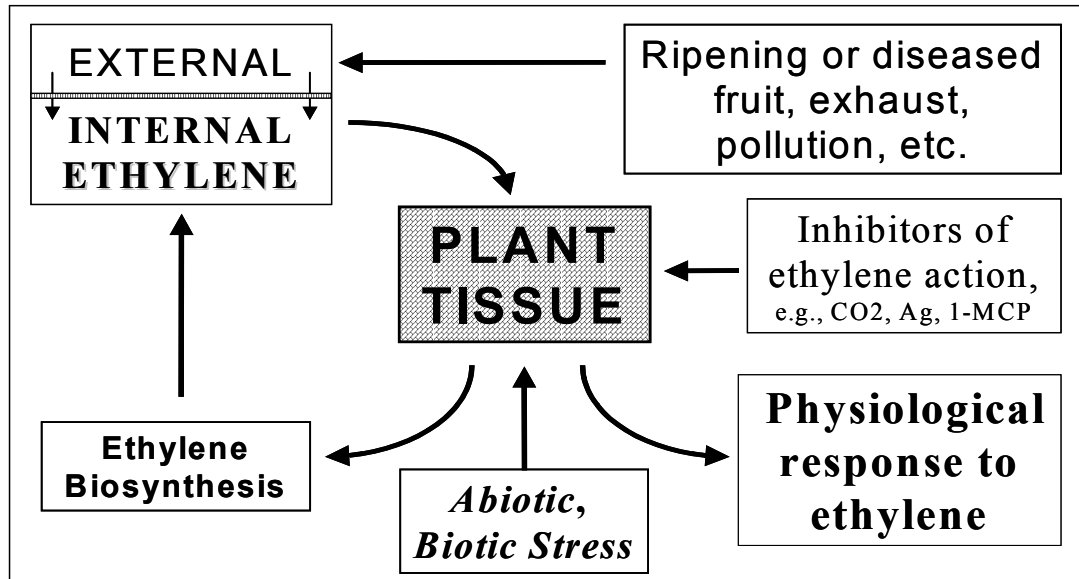 EXTERNAL
INTERNAL
ETHYLENE
Ripening or diseased
fruit, exhaust,
pollution, etc.
PLANT
TISSUE
Inhibitors of
ethylene action,
e.g., CO2, Ag, 1-MCP
Ethylene
Biosynthesis
Abiotic,
Biotic Stress
Physiological
response to
ethylene